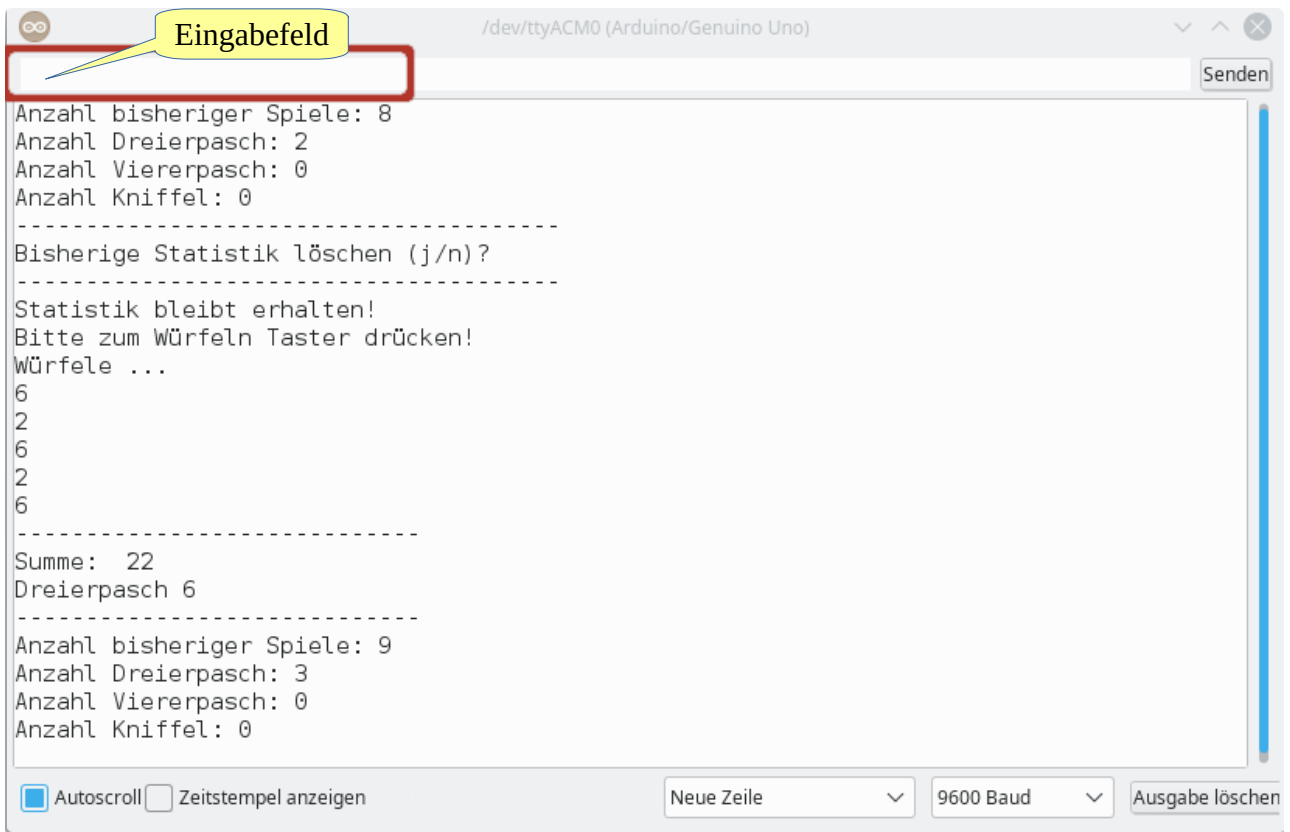 /dev/ttyACM0 (Arduino/Genuino Uno)
Eingabefeld
Senden
Anzahl bisheriger Spiele: 8
Anzahl Dreierpasch: 2
Anzahl Viererpasch: 0
Anzahl Kniffel: 0
---------------------------------------
Bisherige Statistik löschen (j/n)?
---------------------------------------
Statistik bleibt erhalten!
Bitte zum Würfeln Taster drücken!
Würfele ...
6
2
6
2
6
-----------------------------
Summe:  22
Dreierpasch 6
-----------------------------
Anzahl bisheriger Spiele: 9
Anzahl Dreierpasch: 3
Anzahl Viererpasch: 0
Anzahl Kniffel: 0
Autoscroll Zeitstempel anzeigen Neue Zeile 9600 Baud Ausgabe löschen